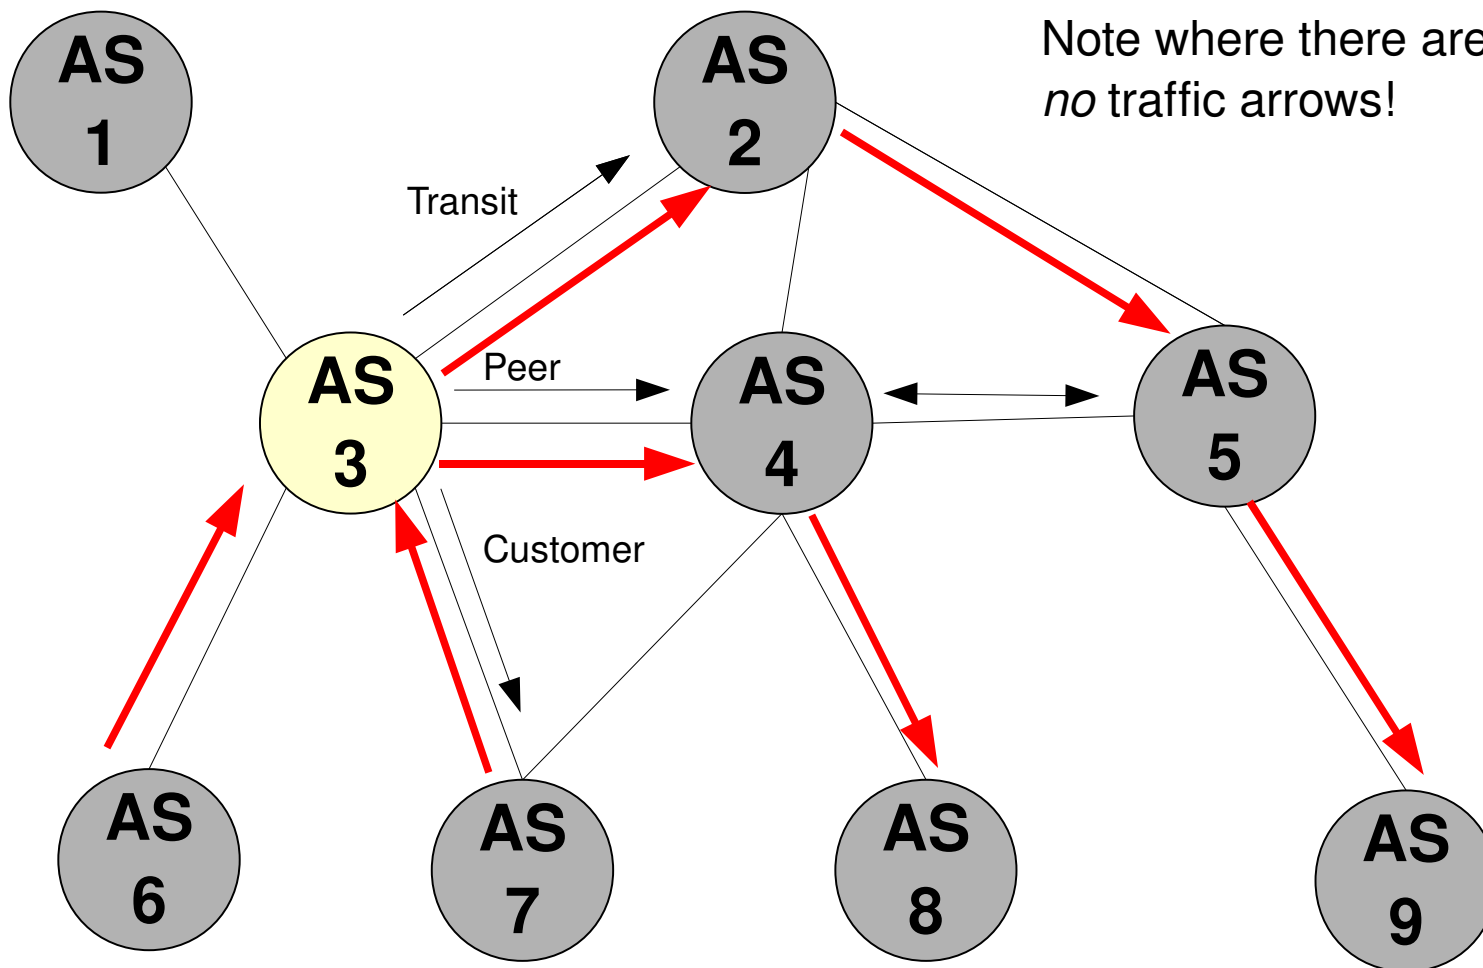 AS
1
AS
2
Note where there are
no traffic arrows!
Transit
AS
3
Peer
AS
4
AS
5
Customer
AS
6
AS
7
AS
8
AS
9